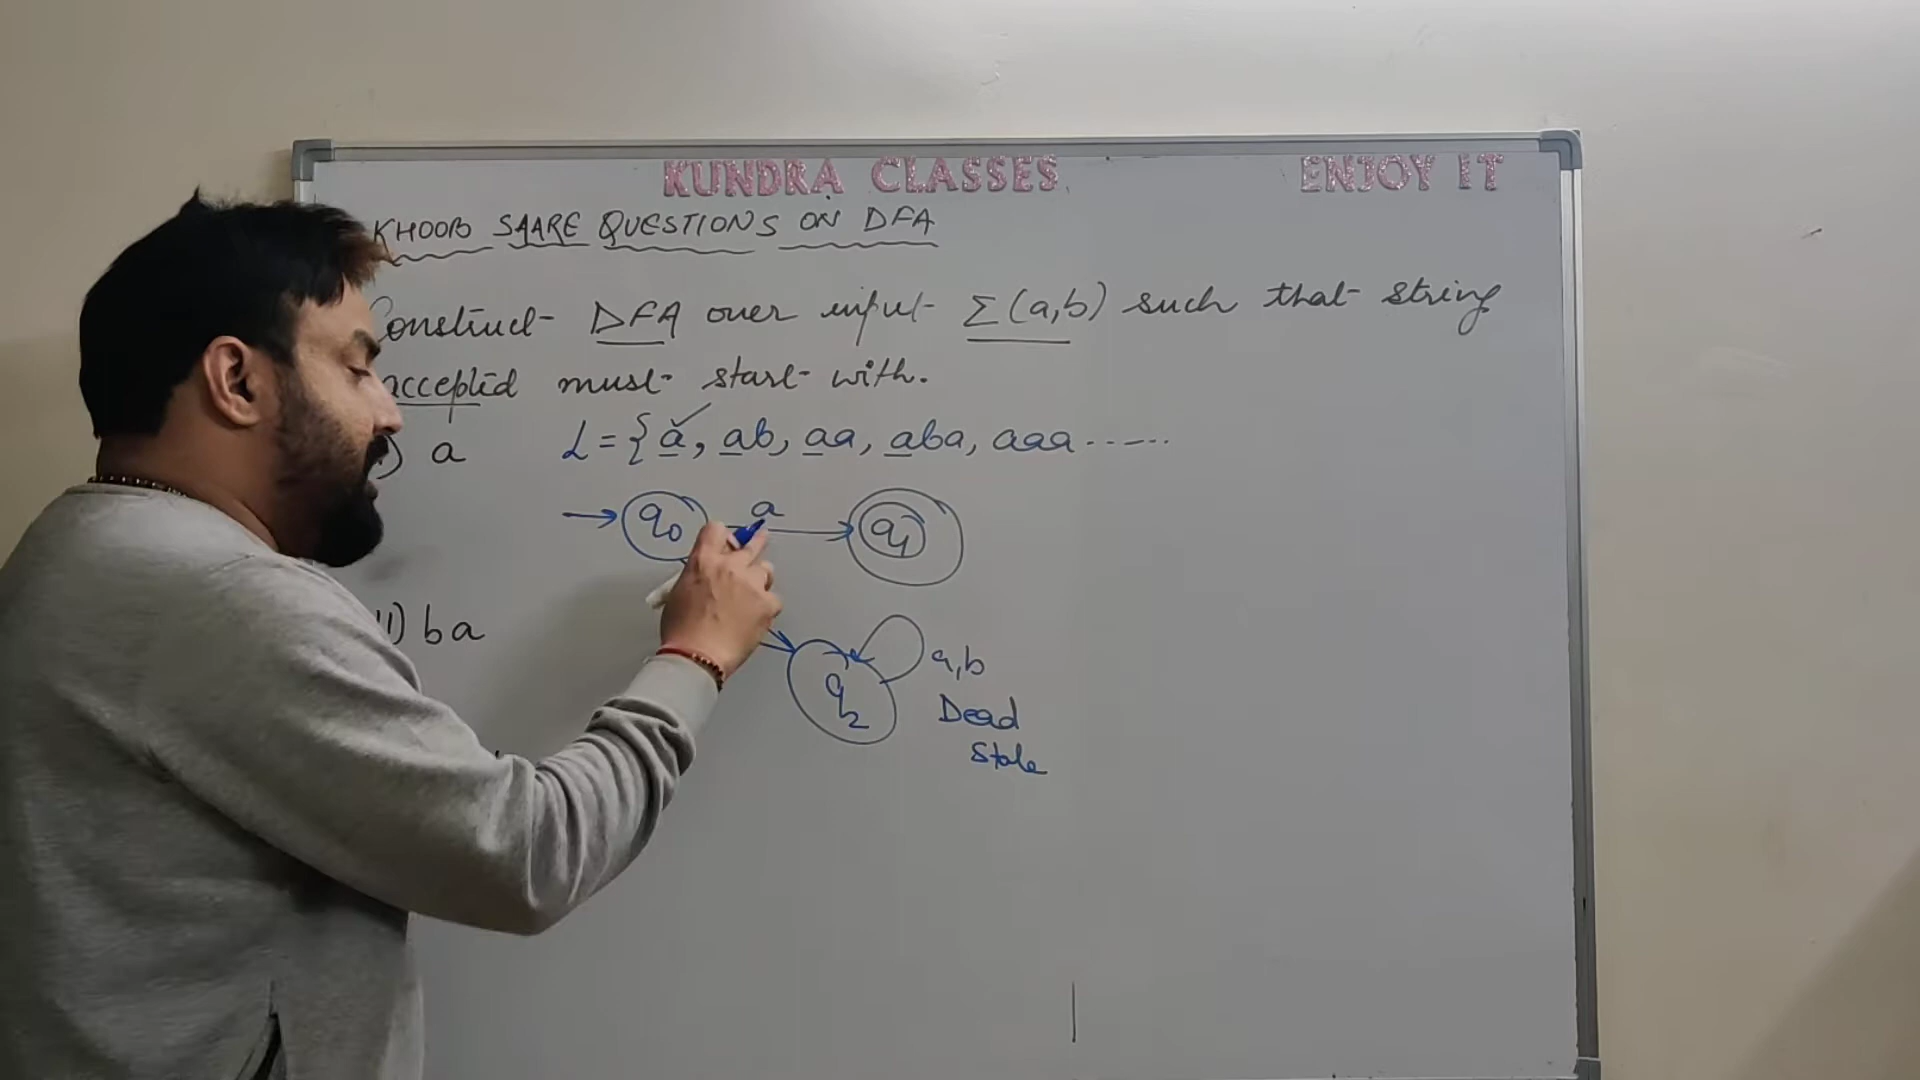 KUNDRA CLASSES ENJOY IT
KHOOB SAARE QUESTIONS ON DFA
Construct DFA over input Σ(a,b) such that string
accepted must start with.
) a L = { a, ab, aa, aba, aaa ......
q0 a q1
II) ba
q2 a,b
Dead
State